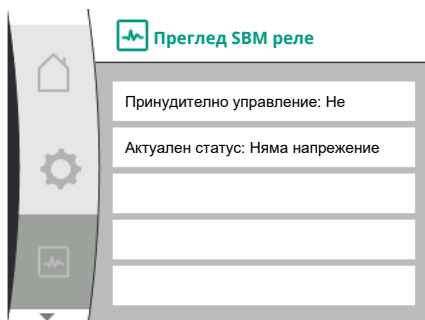 Преглед SBM реле
Принудително управление: Не
Актуален статус: Няма напрежение